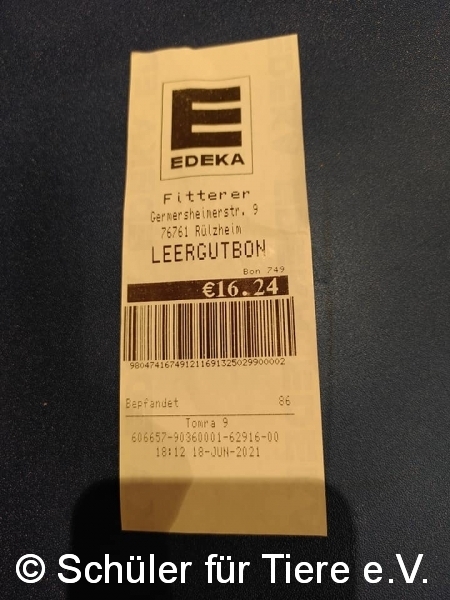 E
EDEKA
Fitterer
Germersheimerstr. 9
76761 Rülzheim
LEERGUTBON
Bon 749
€16.24
980474167491211691325029900002
Bepfandet 86
Tomra 9
606657-90360001-62916-00
18:12 18-JUN-2021
© Schüler für Tiere e.V.